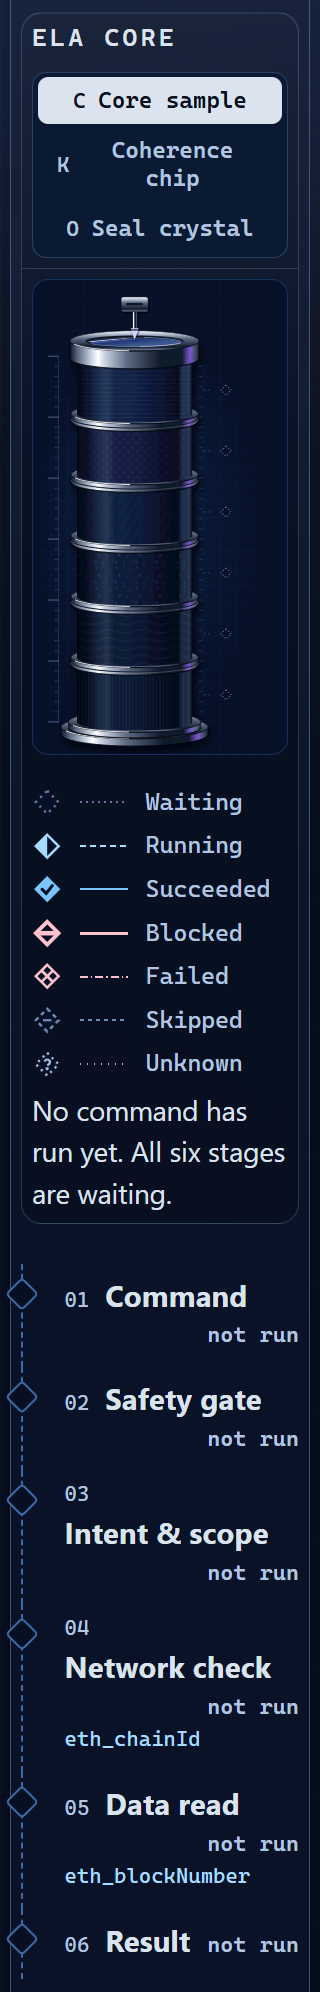 ELA CORE
C Core sample
K Coherence
chip
O Seal crystal
Waiting
Running
Succeeded
Blocked
Failed
Skipped
? Unknown
No command has
run yet. All six stages
are waiting.
01 Command
not run
02 Safety gate
not run
03
Intent & scope
not run
04
Network check
not run
eth_chainId
05 Data read
not run
eth_blockNumber
06 Result not run